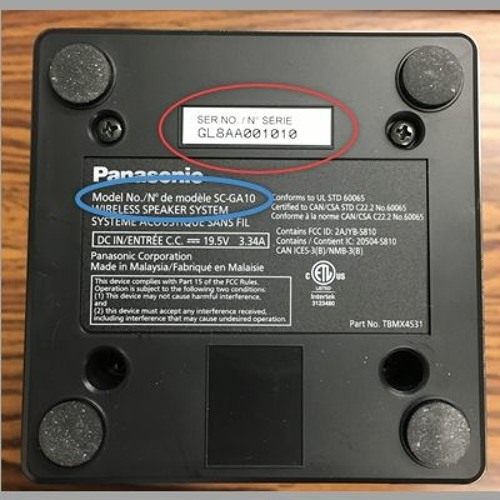 SER NO. / N° SÉRIE
GL8AA001010
Panasonic
Model No./N° de modèle SC-GA10
WIRELESS SPEAKER SYSTEM
SYSTÈME ACOUSTIQUE SANS FIL
DC IN/ENTRÉE C.C. ⎓ 19.5V 3.34A
Panasonic Corporation
Made in Malaysia/Fabriqué en Malaisie
This device complies with Part 15 of the FCC Rules.
Operation is subject to the following two conditions:
(1) This device may not cause harmful interference,
and
(2) this device must accept any interference received,
including interference that may cause undesired operation.
Conforms to UL STD 60065
Certified to CAN/CSA STD C22.2 No.60065
Conforme à la norme CAN/CSA C22.2 No.60065
Contains FCC ID: 2AJYB-S810
Contains / Contient IC: 20504-S810
CAN ICES-3(B)/NMB-3(B)
C ETL US
LISTED
Intertek
3123480
Part No. TBMX4531